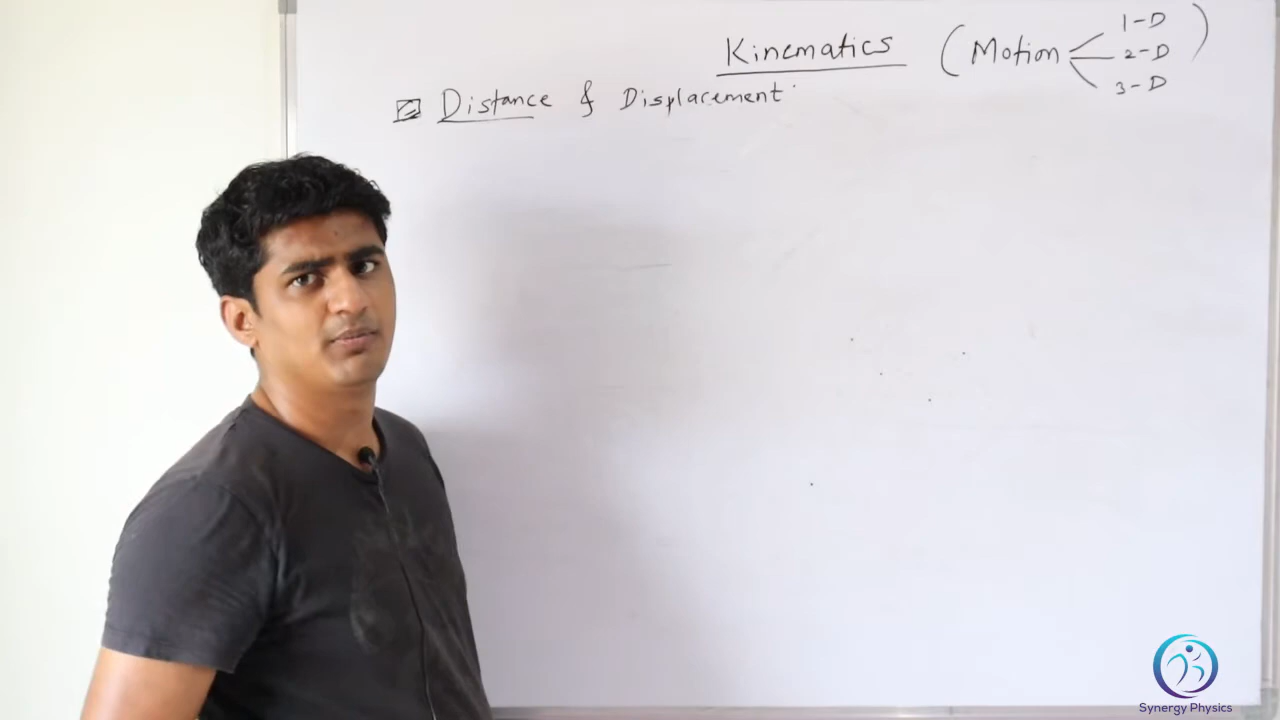 Kinematics (Motion 1-D 2-D 3-D)
Distance & Displacement
Synergy Physics